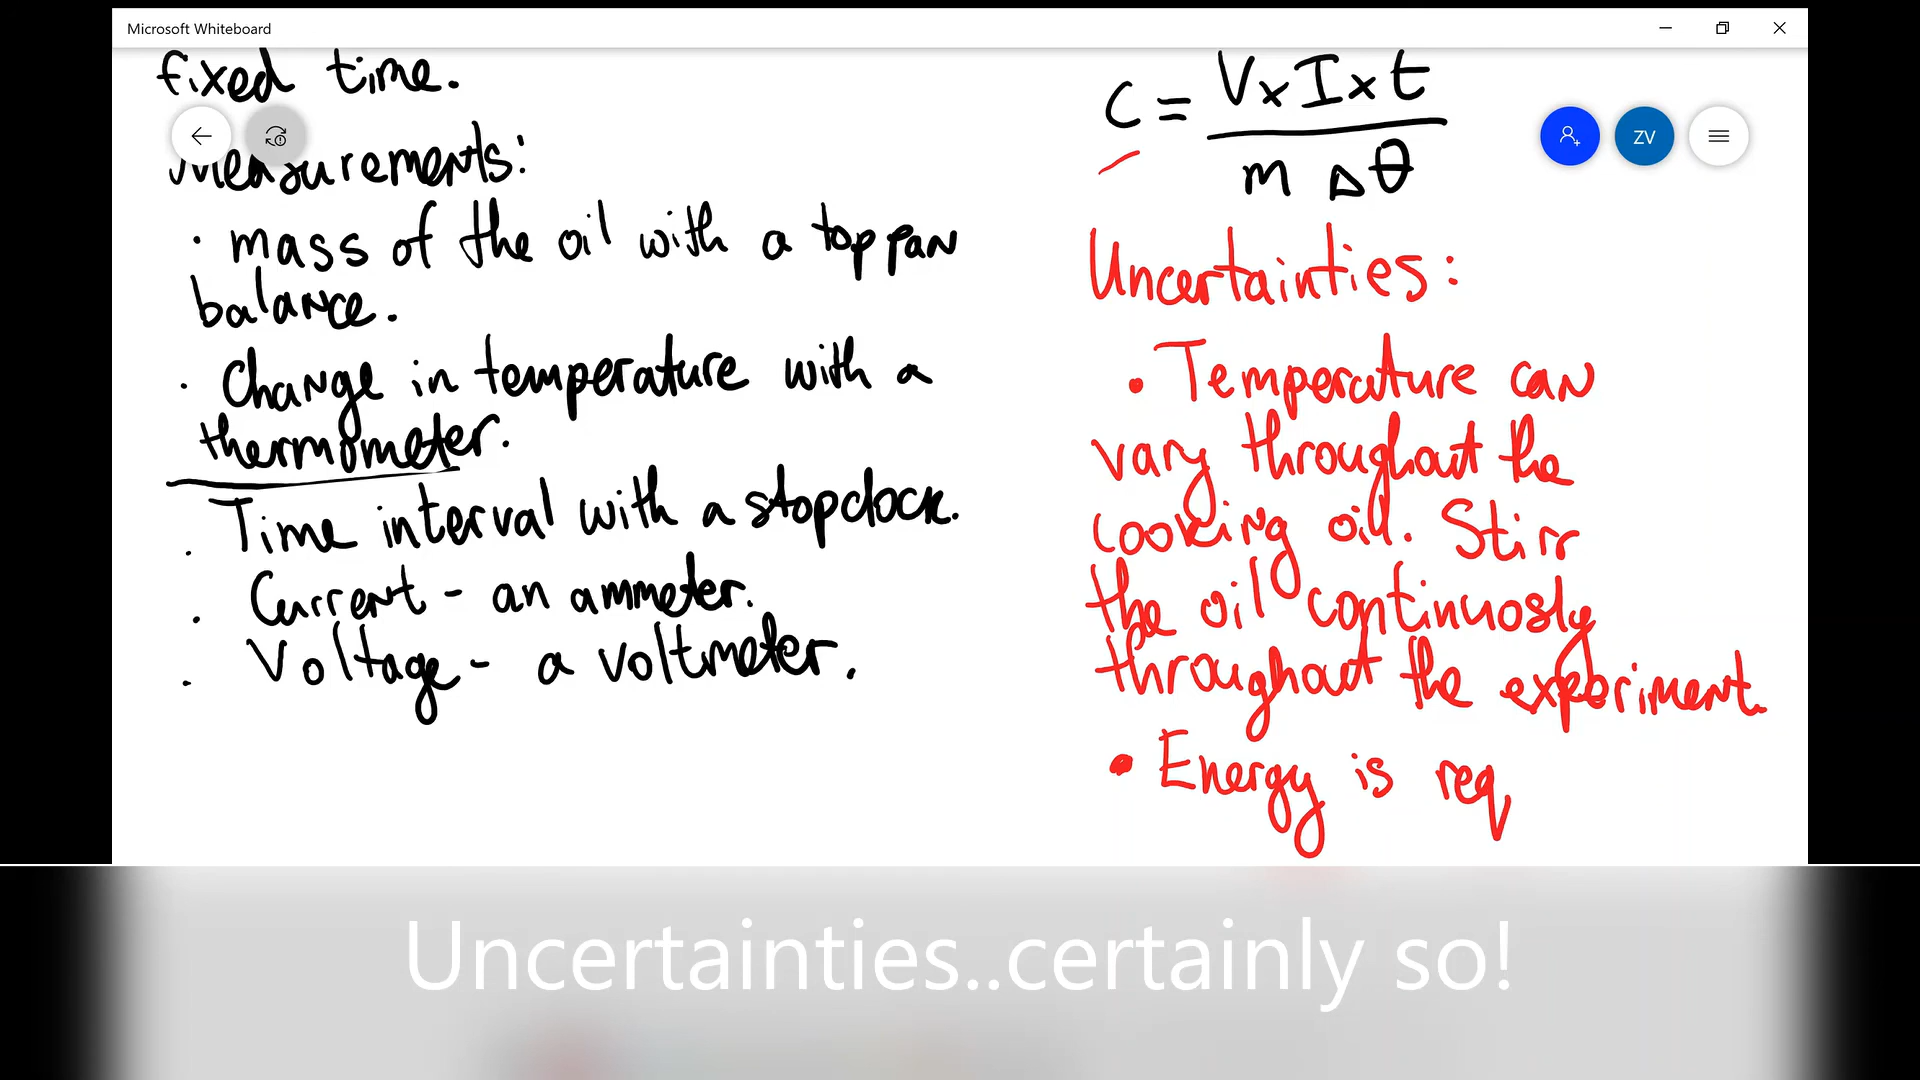 Microsoft Whiteboard
fixed time.
Measurements:
• mass of the oil with a top pan
balance.
• Change in temperature with a
thermometer.
• Time interval with a stopclock.
• Current - an ammeter.
• Voltage - a voltmeter.
ZV
C = V x I x t / m Δθ
Uncertainties:
• Temperature can
vary throughout the
cooking oil. Stirr
the oil continuosly
throughout the experiment.
• Energy is req
Uncertainties..certainly so!